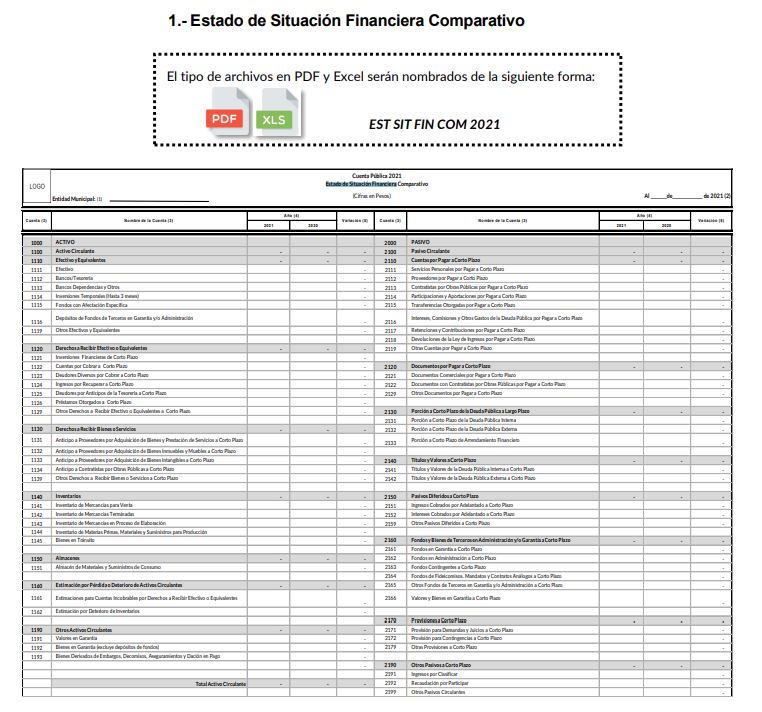 1.- Estado de Situación Financiera Comparativo
El tipo de archivos en PDF y Excel serán nombrados de la siguiente forma:
PDF XLS
EST SIT FIN COM 2021
Cuenta Pública 2021
LOGO
Estado de Situación Financiera Comparativo
Entidad Municipal: (1)
(Cifras en Pesos)
Al _____de__________ de 2021 (2)
Cuenta (3) Nombre de la Cuenta (3) Año (4) Variación (5) Cuenta (3) Nombre de la Cuenta (3) Año (4) Variación (5)
2021 2020 2021 2020
1000 ACTIVO 2000 PASIVO
1100 Activo Circulante - - - 2100 Pasivo Circulante - - -
1110 Efectivo y Equivalentes - - - 2110 Cuentas por Pagar a Corto Plazo - - -
1111 Efectivo - 2111 Servicios Personales por Pagar a Corto Plazo -
1112 Bancos/Tesorería - 2112 Proveedores por Pagar a Corto Plazo -
1113 Bancos Dependencias y Otros - 2113 Contratistas por Obras Públicas por Pagar a Corto Plazo -
1114 Inversiones Temporales (Hasta 3 meses) - 2114 Participaciones y Aportaciones por Pagar a Corto Plazo -
1115 Fondos con Afectación Específica - 2115 Transferencias Otorgadas por Pagar a Corto Plazo -
1116 Depósitos de Fondos de Terceros en Garantía y/o Administración - 2116 Intereses, Comisiones y Otros Gastos de la Deuda Pública por Pagar a Corto Plazo -
1119 Otros Efectivos y Equivalentes - 2117 Retenciones y Contribuciones por Pagar a Corto Plazo -
2118 Devoluciones de la Ley de Ingresos por Pagar a Corto Plazo -
1120 Derechos a Recibir Efectivo o Equivalentes - - - 2119 Otras Cuentas por Pagar a Corto Plazo -
1121 Inversiones Financieras de Corto Plazo -
1122 Cuentas por Cobrar a Corto Plazo - 2120 Documentos por Pagar a Corto Plazo - - -
1123 Deudores Diversos por Cobrar a Corto Plazo - 2121 Documentos Comerciales por Pagar a Corto Plazo -
1124 Ingresos por Recuperar a Corto Plazo - 2122 Documentos con Contratistas por Obras Públicas por Pagar a Corto Plazo -
1125 Deudores por Anticipos de la Tesorería a Corto Plazo - 2129 Otros Documentos por Pagar a Corto Plazo -
1126 Préstamos Otorgados a Corto Plazo -
1129 Otros Derechos a Recibir Efectivo o Equivalentes a Corto Plazo - 2130 Porción a Corto Plazo de la Deuda Pública a Largo Plazo - - -
2131 Porción a Corto Plazo de la Deuda Pública Interna -
1130 Derechos a Recibir Bienes o Servicios - - - 2132 Porción a Corto Plazo de la Deuda Pública Externa -
1131 Anticipo a Proveedores por Adquisición de Bienes y Prestación de Servicios a Corto Plazo - 2133 Porción a Corto Plazo de Arrendamiento Financiero -
1132 Anticipo a Proveedores por Adquisición de Bienes Inmuebles y Muebles a Corto Plazo -
1133 Anticipo a Proveedores por Adquisición de Bienes Intangibles a Corto Plazo - 2140 Títulos y Valores a Corto Plazo - - -
1134 Anticipo a Contratistas por Obras Públicas a Corto Plazo - 2141 Títulos y Valores de la Deuda Pública Interna a Corto Plazo -
1139 Otros Derechos a Recibir Bienes o Servicios a Corto Plazo - 2142 Títulos y Valores de la Deuda Pública Externa a Corto Plazo -
1140 Inventarios - - - 2150 Pasivos Diferidos a Corto Plazo - - -
1141 Inventario de Mercancías para Venta - 2151 Ingresos Cobrados por Adelantado a Corto Plazo -
1142 Inventario de Mercancías Terminadas - 2152 Intereses Cobrados por Adelantado a Corto Plazo -
1143 Inventario de Mercancías en Proceso de Elaboración - 2159 Otros Pasivos Diferidos a Corto Plazo -
1144 Inventario de Materias Primas, Materiales y Suministros para Producción -
1145 Bienes en Tránsito - 2160 Fondos y Bienes de Terceros en Administración y/o Garantía a Corto Plazo - - -
2161 Fondos en Garantía a Corto Plazo -
1150 Almacenes - - - 2162 Fondos en Administración a Corto Plazo -
1151 Almacén de Materiales y Suministros de Consumo - 2163 Fondos Contingentes a Corto Plazo -
2164 Fondos de Fideicomisos, Mandatos y Contratos Análogos a Corto Plazo -
1160 Estimación por Pérdida o Deterioro de Activos Circulantes - - - 2165 Otros Fondos de Terceros en Garantía y/o Administración a Corto Plazo -
1161 Estimaciones para Cuentas Incobrables por Derechos a Recibir Efectivo o Equivalentes - 2166 Valores y Bienes en Garantía a Corto Plazo -
1162 Estimación por Deterioro de Inventarios -
2170 Provisiones a Corto Plazo - - -
1190 Otros Activos Circulantes - - - 2171 Provisión para Demandas y Juicios a Corto Plazo -
1191 Valores en Garantía - 2172 Provisión para Contingencias a Corto Plazo -
1192 Bienes en Garantía (excluye depósitos de fondos) - 2179 Otras Provisiones a Corto Plazo -
1193 Bienes Derivados de Embargos, Decomisos, Aseguramientos y Dación en Pago -
2190 Otros Pasivos a Corto Plazo - - -
2191 Ingresos por Clasificar -
Total Activo Circulante - - - 2192 Recaudación por Participar -
2199 Otros Pasivos Circulantes -